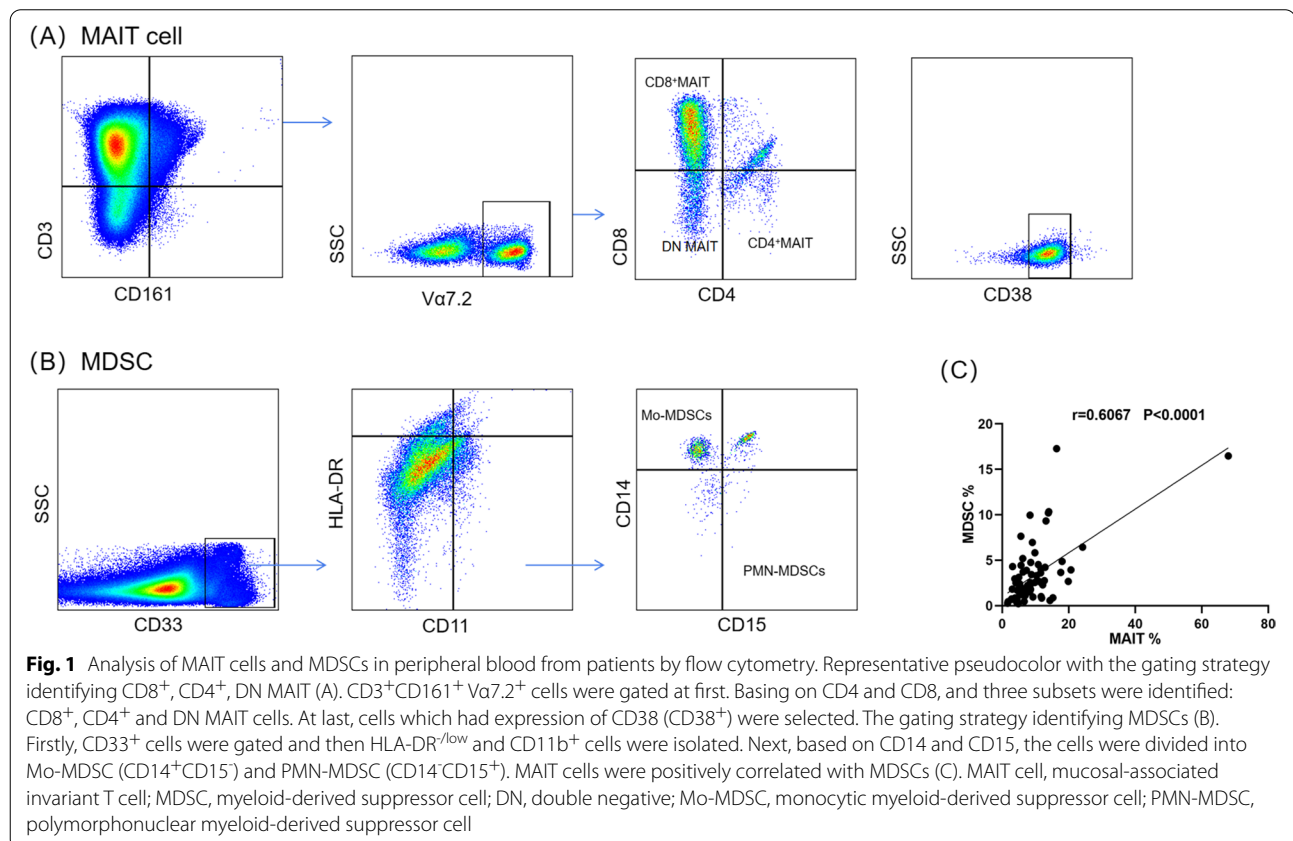 (A) MAIT cell
CD3
CD161
SSC
Vα7.2
CD8⁺MAIT
DN MAIT
CD4⁺MAIT
CD8
CD4
SSC
CD38
(B) MDSC
SSC
CD33
HLA-DR
CD11
Mo-MDSCs
PMN-MDSCs
CD14
CD15
(C)
r=0.6067 P<0.0001
MDSC %
20
15
10
5
0
0 20 40 60 80
MAIT %
Fig. 1 Analysis of MAIT cells and MDSCs in peripheral blood from patients by flow cytometry. Representative pseudocolor with the gating strategy
identifying CD8⁺, CD4⁺, DN MAIT (A). CD3⁺CD161⁺ Vα7.2⁺ cells were gated at first. Basing on CD4 and CD8, and three subsets were identified:
CD8⁺, CD4⁺ and DN MAIT cells. At last, cells which had expression of CD38 (CD38⁺) were selected. The gating strategy identifying MDSCs (B).
Firstly, CD33⁺ cells were gated and then HLA-DR⁻/ˡᵒʷ and CD11b⁺ cells were isolated. Next, based on CD14 and CD15, the cells were divided into
Mo-MDSC (CD14⁺CD15⁻) and PMN-MDSC (CD14⁻CD15⁺). MAIT cells were positively correlated with MDSCs (C). MAIT cell, mucosal-associated
invariant T cell; MDSC, myeloid-derived suppressor cell; DN, double negative; Mo-MDSC, monocytic myeloid-derived suppressor cell; PMN-MDSC,
polymorphonuclear myeloid-derived suppressor cell